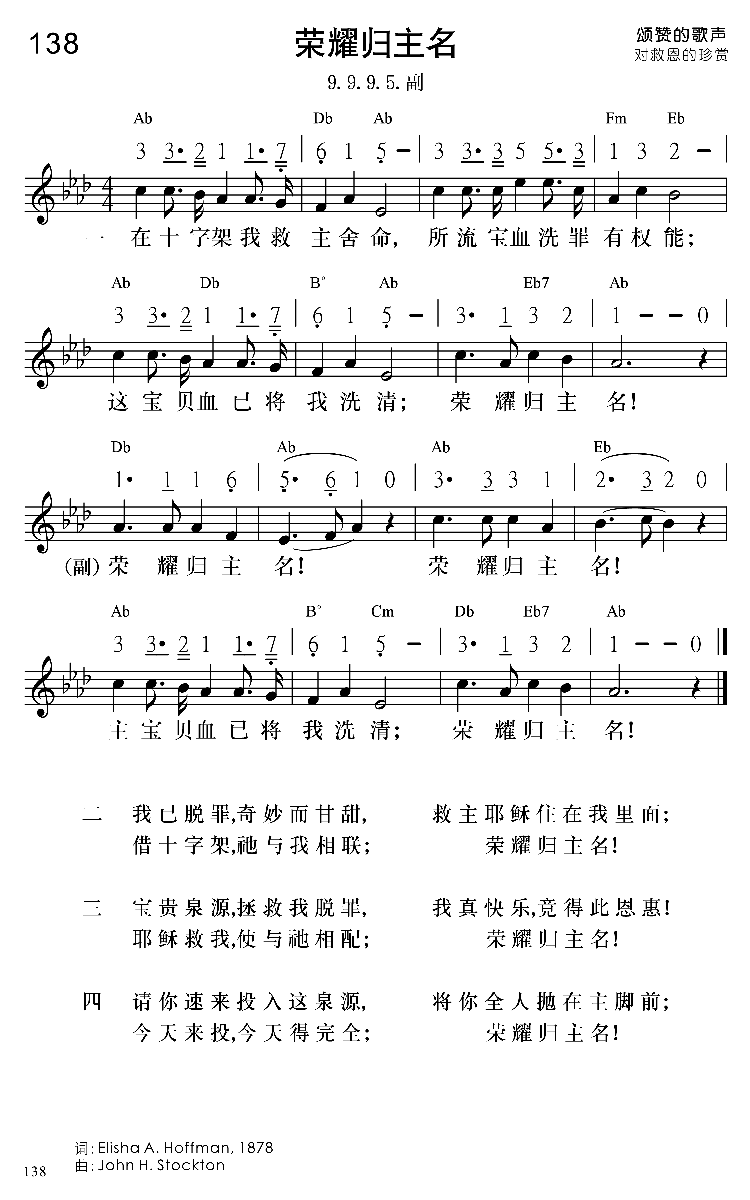 138
荣耀归主名
颂赞的歌声
对救恩的珍赏
9.9.9.5.副
Ab Db Ab Fm Eb
3 3· 2 1 1· 7 | 6 1 5 – | 3 3· 3 5 5· 3 | 1 3 2 –
4 4
一 在十字架我救主舍命, 所流宝血洗罪有权能;
Ab Db B° Ab Eb7 Ab
3 3· 2 1 1· 7 | 6 1 5 – | 3· 1 3 2 | 1 – – 0
这宝贝血已将我洗清; 荣耀归主名!
Db Ab Ab Eb
1· 1 1 6 | 5· 6 1 0 | 3· 3 3 1 | 2· 3 2 0
(副) 荣耀归主名! 荣耀归主名!
Ab B° Cm Db Eb7 Ab
3 3· 2 1 1· 7 | 6 1 5 – | 3· 1 3 2 | 1 – – 0
主宝贝血已将我洗清; 荣耀归主名!
二 我已脱罪,奇妙而甘甜, 救主耶稣住在我里面;
借十字架,祂与我相联; 荣耀归主名!
三 宝贵泉源,拯救我脱罪, 我真快乐,竟得此恩惠!
耶稣救我,使与祂相配; 荣耀归主名!
四 请你速来投入这泉源, 将你全人抛在主脚前;
今天来投,今天得完全; 荣耀归主名!
词: Elisha A. Hoffman, 1878
曲: John H. Stockton
138